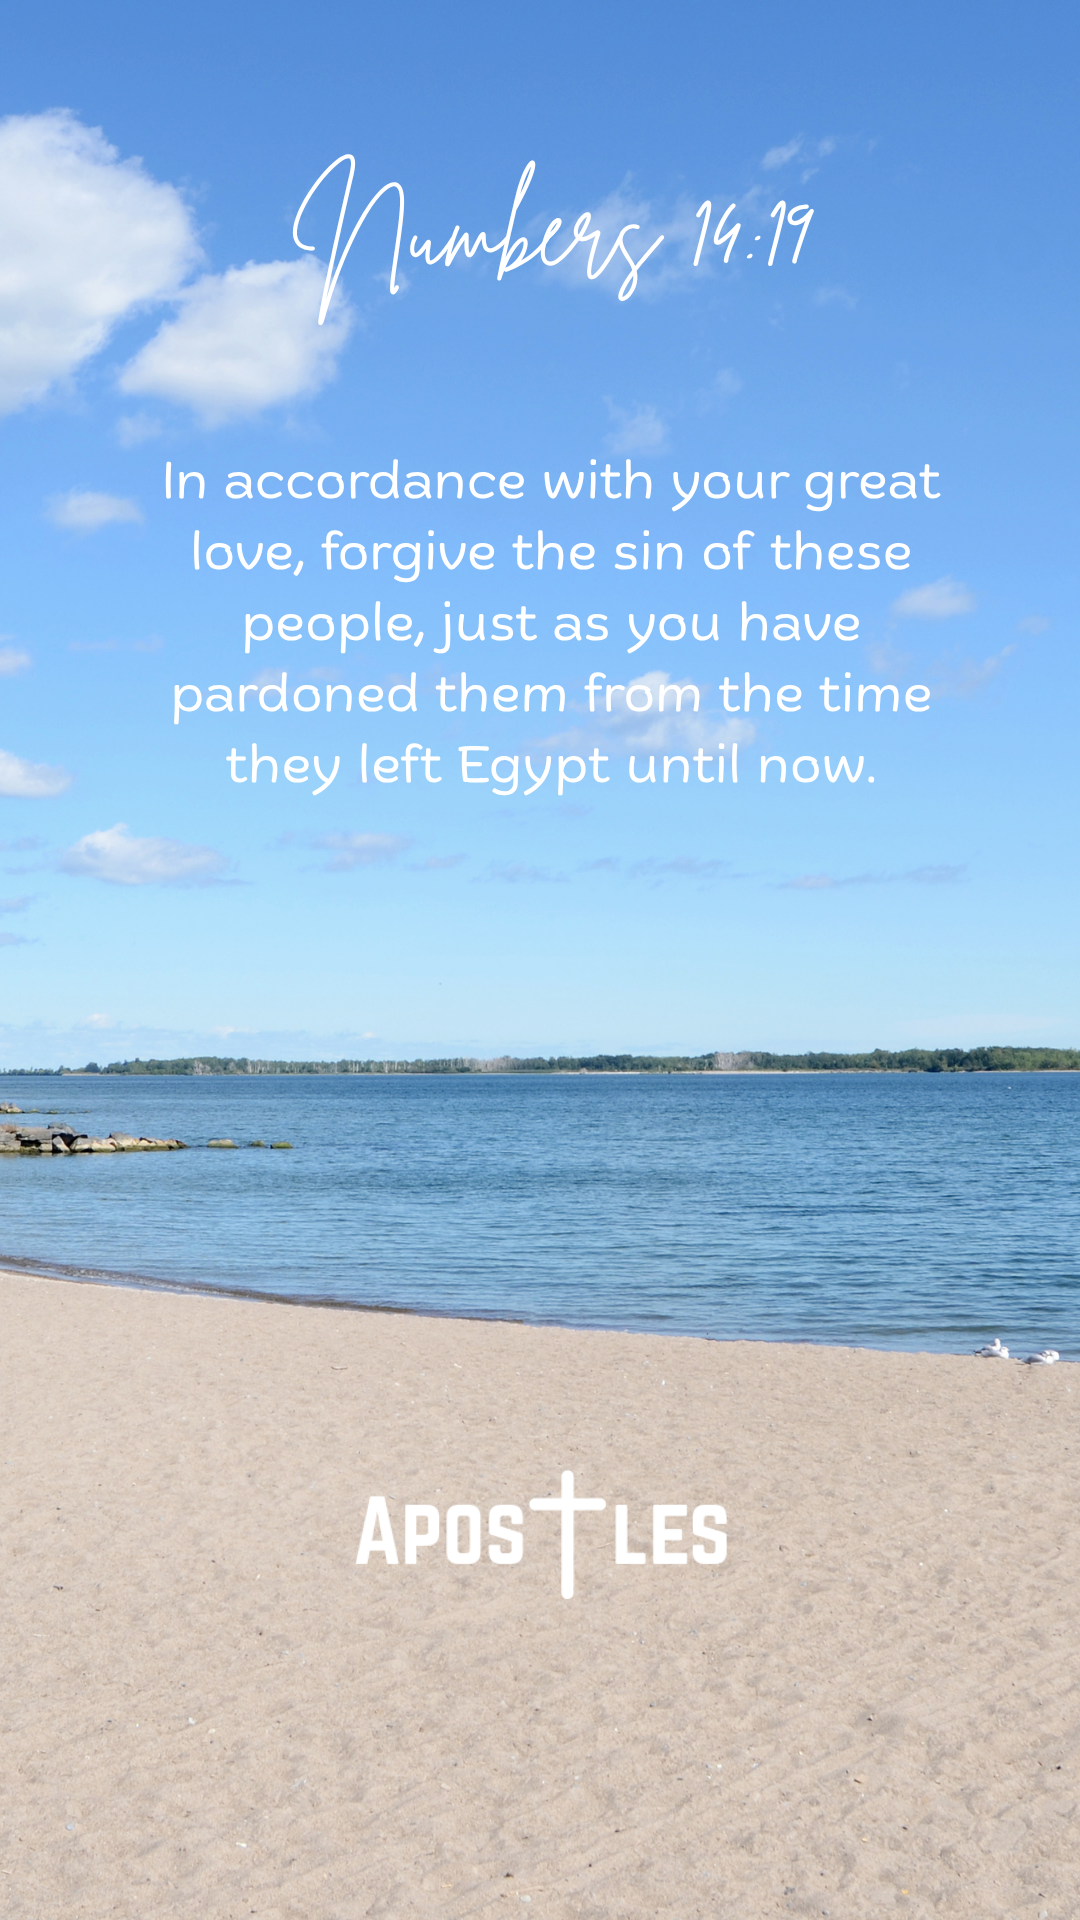 Numbers 14:19
In accordance with your great
love, forgive the sin of these
people, just as you have
pardoned them from the time
they left Egypt until now.
APOSTLES